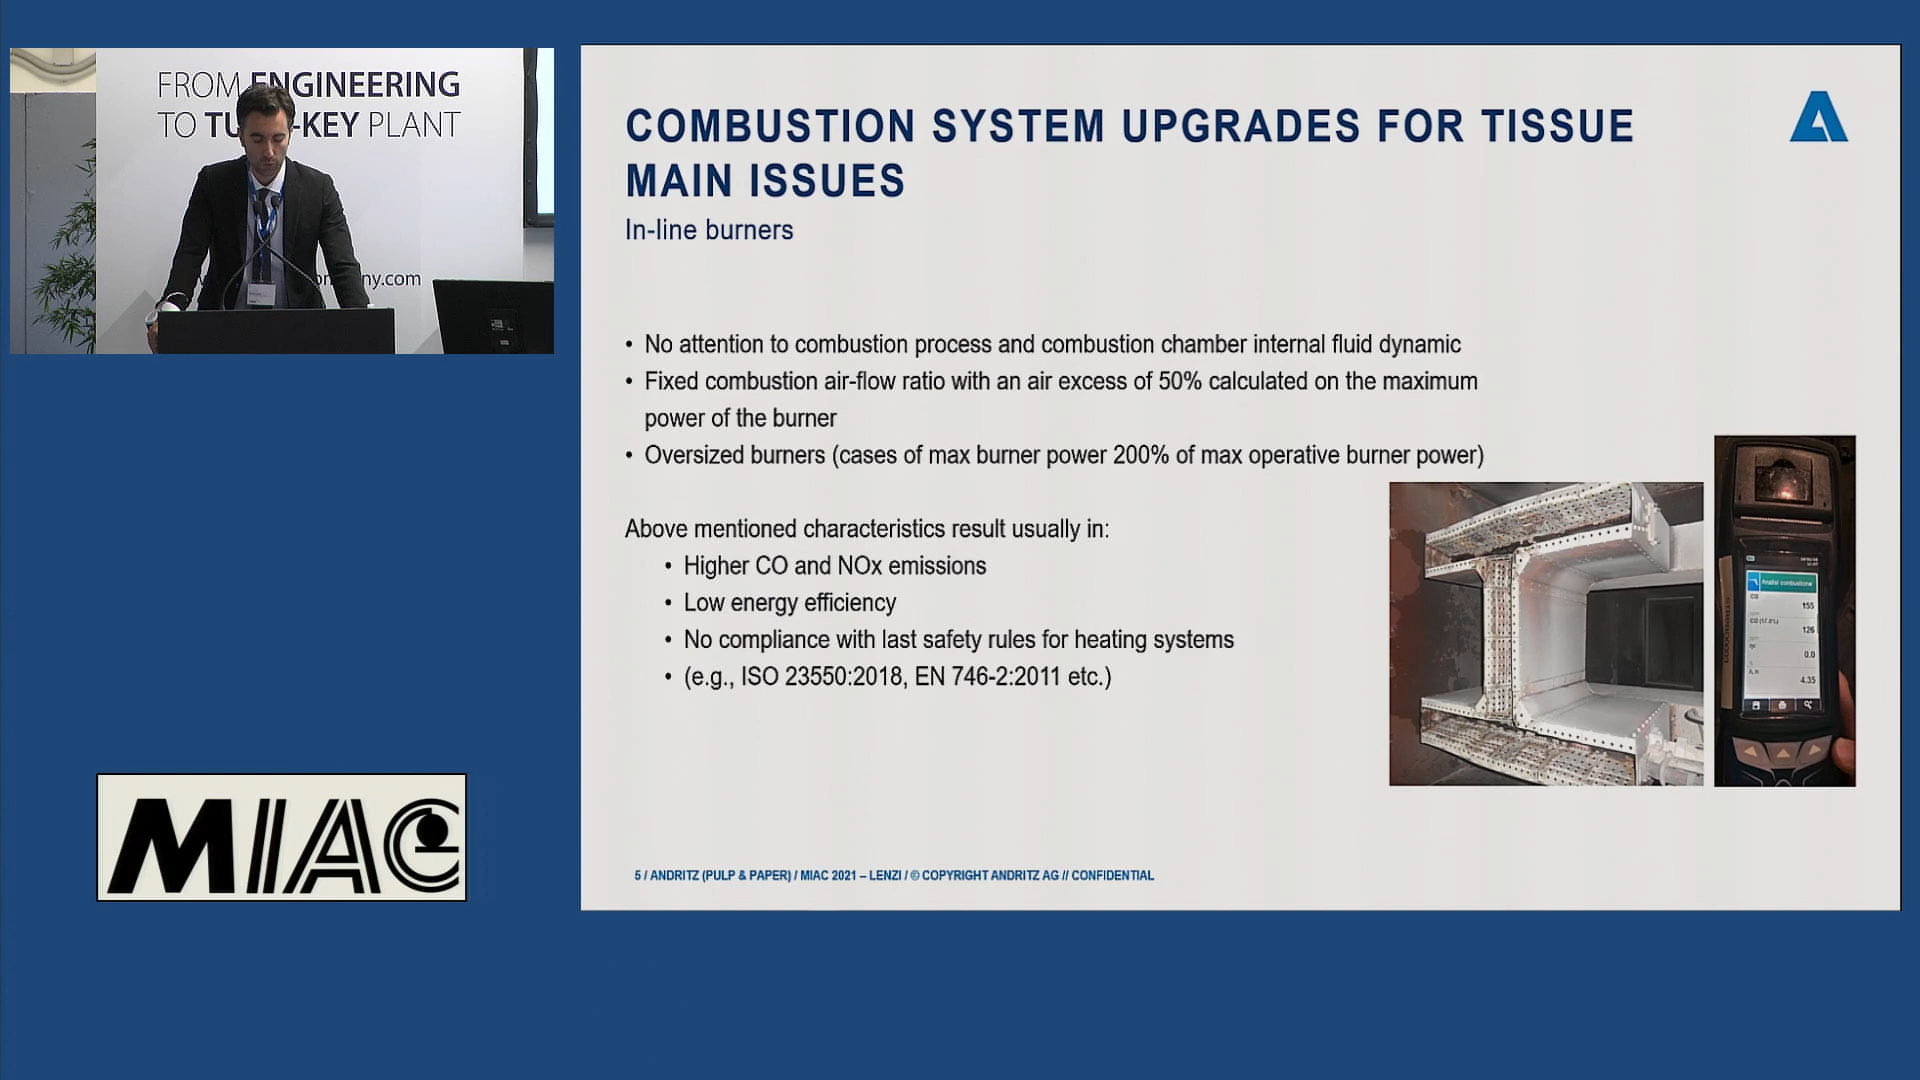 FROM ENGINEERING
TO TU -KEY PLANT
ny.com
COMBUSTION SYSTEM UPGRADES FOR TISSUE
MAIN ISSUES
In-line burners
• No attention to combustion process and combustion chamber internal fluid dynamic
• Fixed combustion air-flow ratio with an air excess of 50% calculated on the maximum
power of the burner
• Oversized burners (cases of max burner power 200% of max operative burner power)
Above mentioned characteristics result usually in:
• Higher CO and NOx emissions
• Low energy efficiency
• No compliance with last safety rules for heating systems
• (e.g., ISO 23550:2018, EN 746-2:2011 etc.)
Analisi combustione
CO
155
126
0.0
4.35
MIAC
5 / ANDRITZ (PULP & PAPER) / MIAC 2021 – LENZI / © COPYRIGHT ANDRITZ AG // CONFIDENTIAL